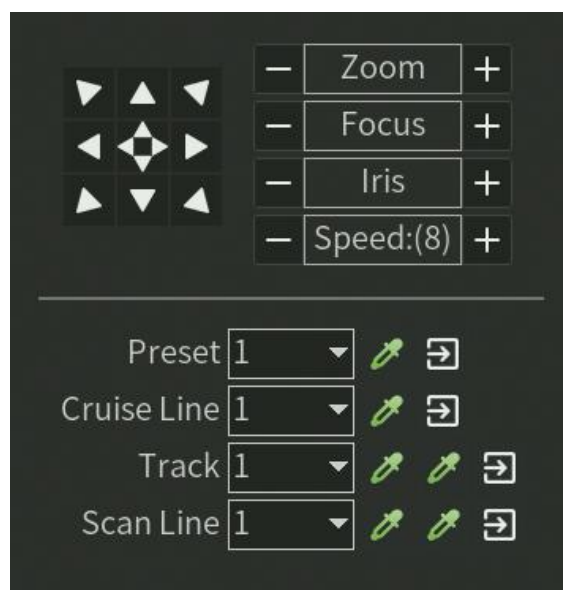 − Zoom +
− Focus +
− Iris +
− Speed:(8) +
Preset 1
Cruise Line 1
Track 1
Scan Line 1